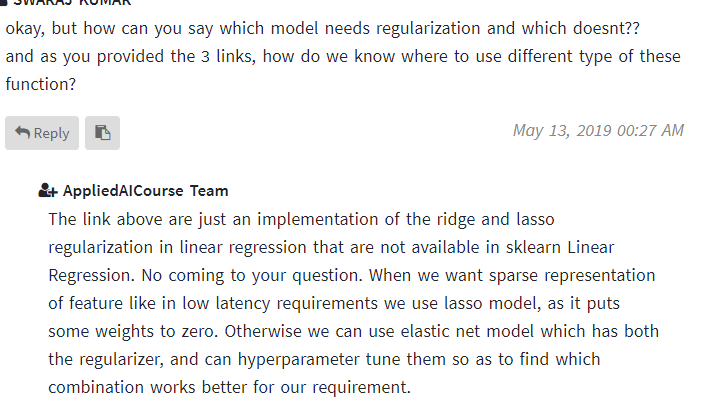 SWARAJ KUMAR
okay, but how can you say which model needs regularization and which doesnt??
and as you provided the 3 links, how do we know where to use different type of these
function?
Reply
May 13, 2019 00:27 AM
AppliedAICourse Team
The link above are just an implementation of the ridge and lasso
regularization in linear regression that are not available in sklearn Linear
Regression. No coming to your question. When we want sparse representation
of feature like in low latency requirements we use lasso model, as it puts
some weights to zero. Otherwise we can use elastic net model which has both
the regularizer, and can hyperparameter tune them so as to find which
combination works better for our requirement.